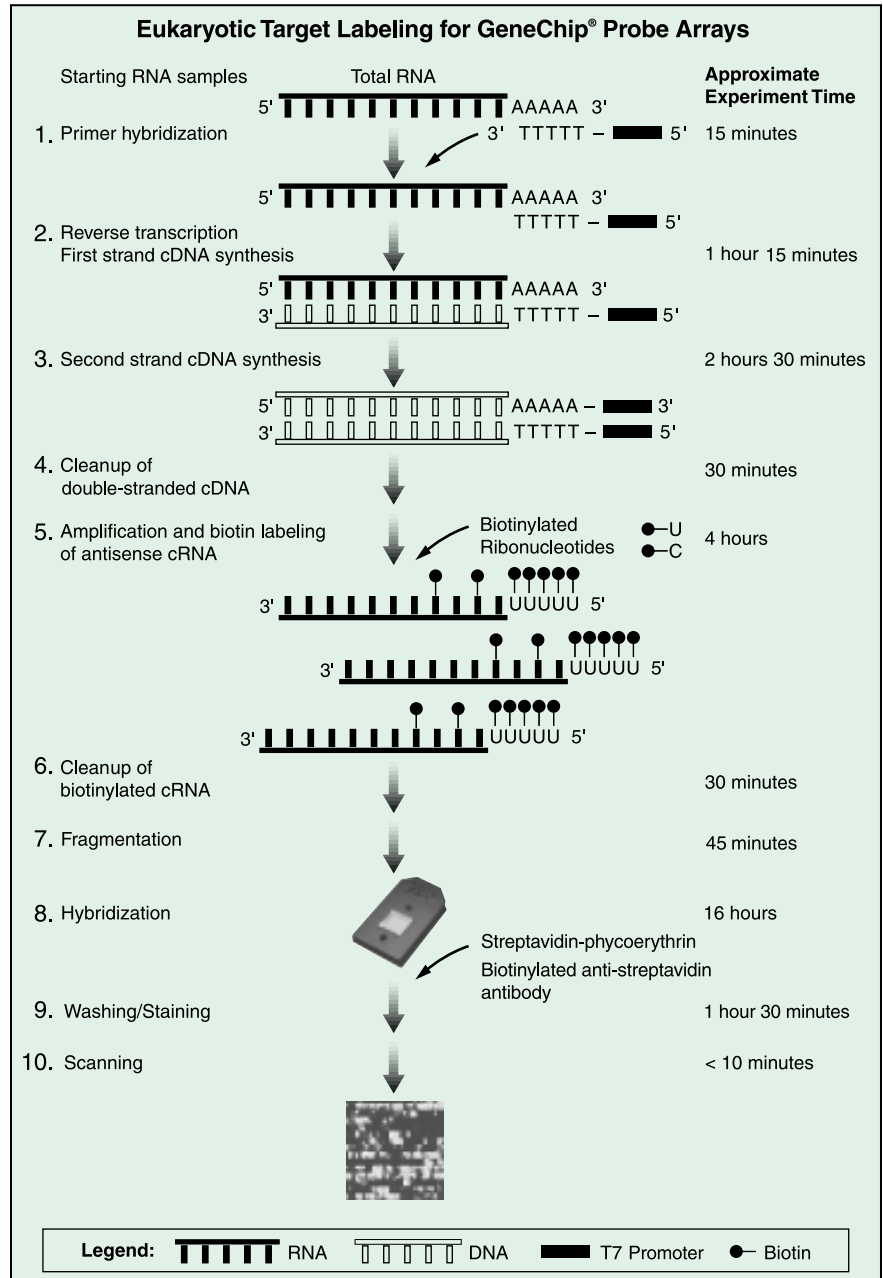 Eukaryotic Target Labeling for GeneChip® Probe Arrays
Starting RNA samples
Total RNA
Approximate
Experiment Time
5' AAAAA 3'
1. Primer hybridization
3' TTTTT – 5'
15 minutes
5' AAAAA 3'
TTTTT – 5'
2. Reverse transcription
First strand cDNA synthesis
1 hour 15 minutes
5' AAAAA 3'
3' TTTTT – 5'
3. Second strand cDNA synthesis
2 hours 30 minutes
5' AAAAA – 3'
3' TTTTT – 5'
4. Cleanup of
double-stranded cDNA
30 minutes
5. Amplification and biotin labeling
of antisense cRNA
Biotinylated
Ribonucleotides
U
C
4 hours
3' UUUUU 5'
3' UUUUU 5'
3' UUUUU 5'
6. Cleanup of
biotinylated cRNA
30 minutes
7. Fragmentation
45 minutes
8. Hybridization
16 hours
Streptavidin-phycoerythrin
Biotinylated anti-streptavidin
antibody
9. Washing/Staining
1 hour 30 minutes
10. Scanning
< 10 minutes
Legend: RNA DNA T7 Promoter Biotin